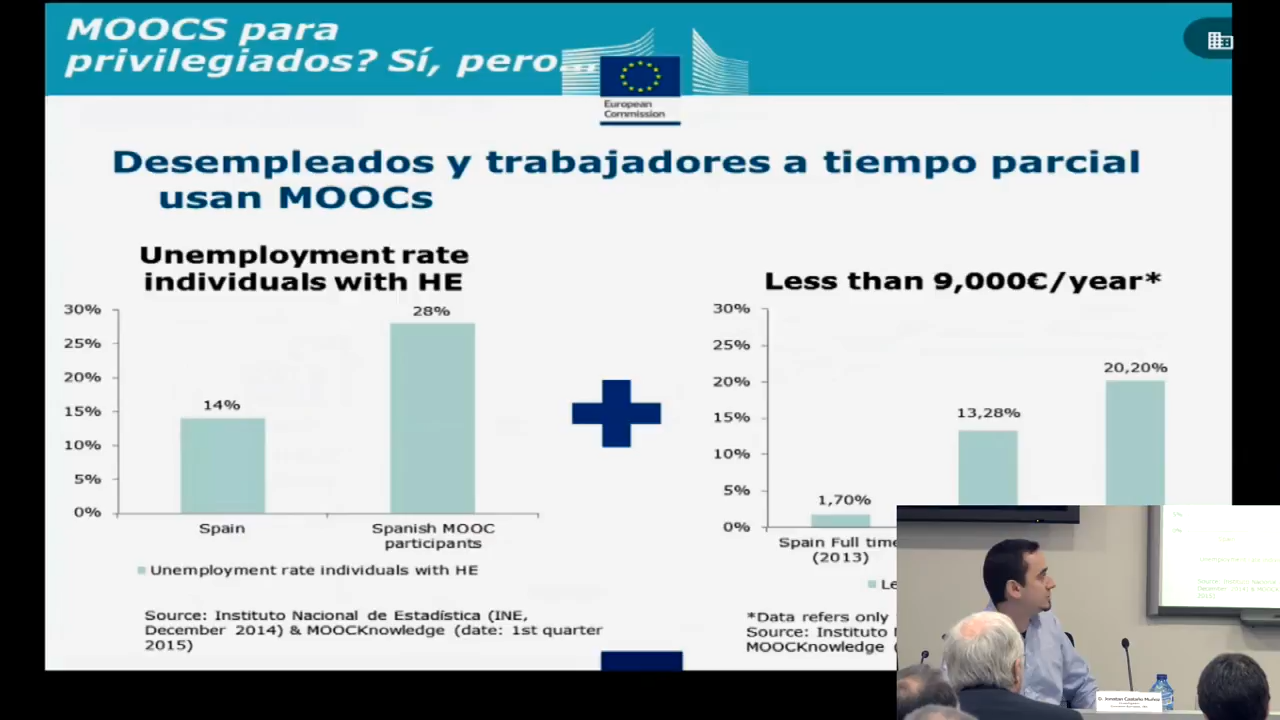 MOOCS para
privilegiados? Sí, pero...
European
Commission
Desempleados y trabajadores a tiempo parcial
usan MOOCs
Unemployment rate
individuals with HE
30%
25%
20%
15%
10%
5%
0%
14%
28%
Spain
Spanish MOOC
participants
Unemployment rate individuals with HE
Source: Instituto Nacional de Estadística (INE,
December 2014) & MOOCKnowledge (date: 1st quarter
2015)
Less than 9,000€/year*
30%
25%
20%
15%
10%
5%
0%
1,70%
13,28%
20,20%
Spain Full time
(2013)
Le
*Data refers only
Source: Instituto
MOOCKnowledge (
D. Jonatan Castaño Muñoz